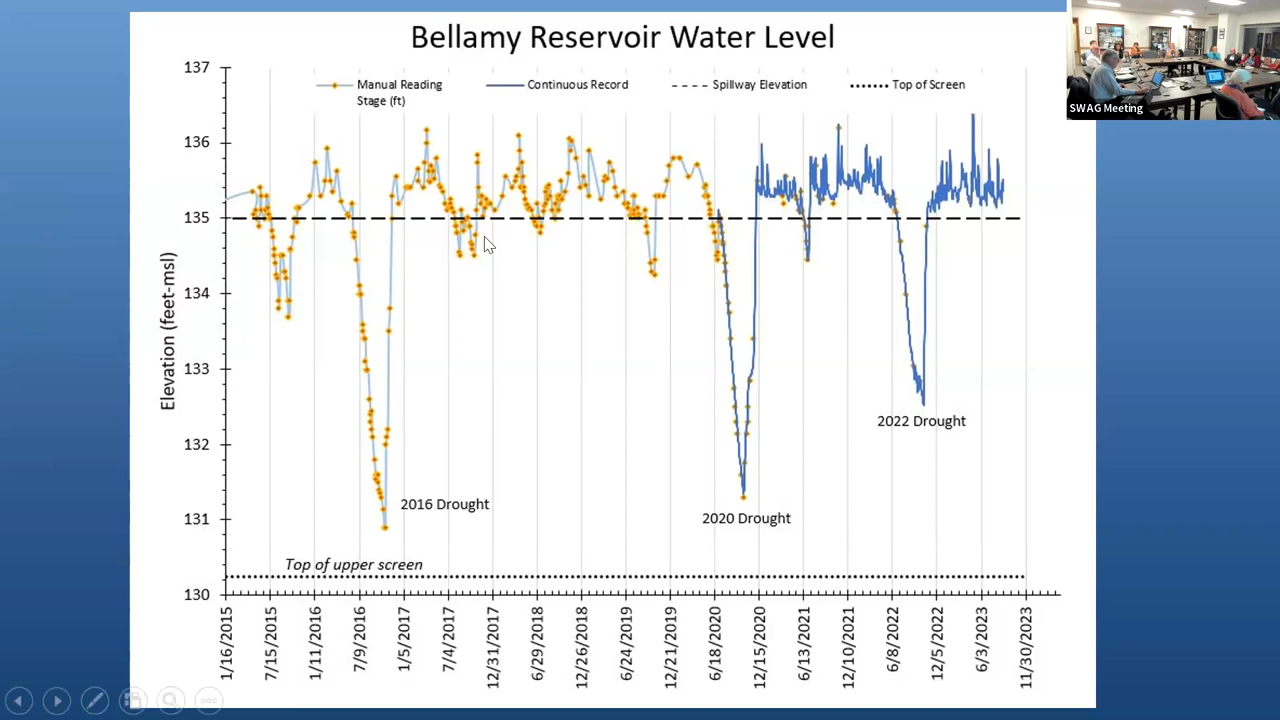 Bellamy Reservoir Water Level
SWAG Meeting
Manual Reading
Stage (ft)
Continuous Record
Spillway Elevation
Top of Screen
Elevation (feet-msl)
137
136
135
134
133
132
131
130
2016 Drought
2020 Drought
2022 Drought
Top of upper screen
1/16/2015
7/15/2015
1/11/2016
7/9/2016
1/5/2017
7/4/2017
12/31/2017
6/29/2018
12/26/2018
6/24/2019
12/21/2019
6/18/2020
12/15/2020
6/13/2021
12/10/2021
6/8/2022
12/25/2022
6/3/2023
11/30/2023